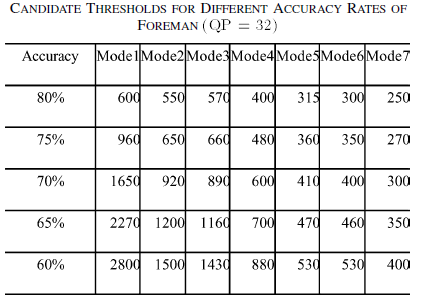 CANDIDATE THRESHOLDS FOR DIFFERENT ACCURACY RATES OF
FOREMAN (QP = 32)
Accuracy Mode1 Mode2 Mode3 Mode4 Mode5 Mode6 Mode7
80% 600 550 570 400 315 300 250
75% 960 650 660 480 360 350 270
70% 1650 920 890 600 410 400 300
65% 2270 1200 1160 700 470 460 350
60% 2800 1500 1430 880 530 530 400